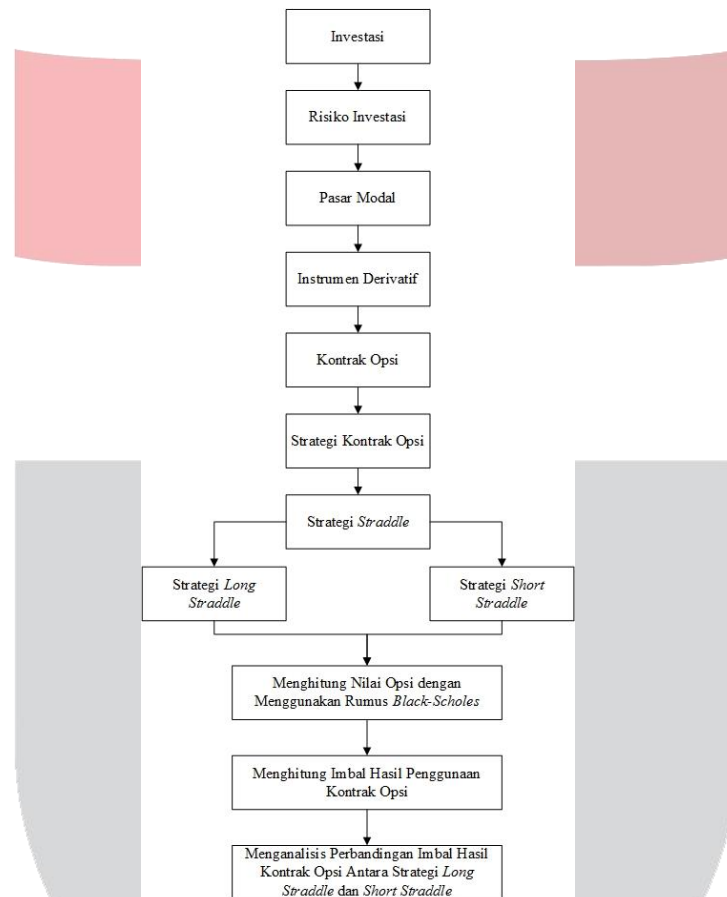 Investasi
Risiko Investasi
Pasar Modal
Instrumen Derivatif
Kontrak Opsi
Strategi Kontrak Opsi
Strategi Straddle
Strategi Long
Straddle
Strategi Short
Straddle
Menghitung Nilai Opsi dengan
Menggunakan Rumus Black-Scholes
Menghitung Imbal Hasil Penggunaan
Kontrak Opsi
Menganalisis Perbandingan Imbal Hasil
Kontrak Opsi Antara Strategi Long
Straddle dan Short Straddle